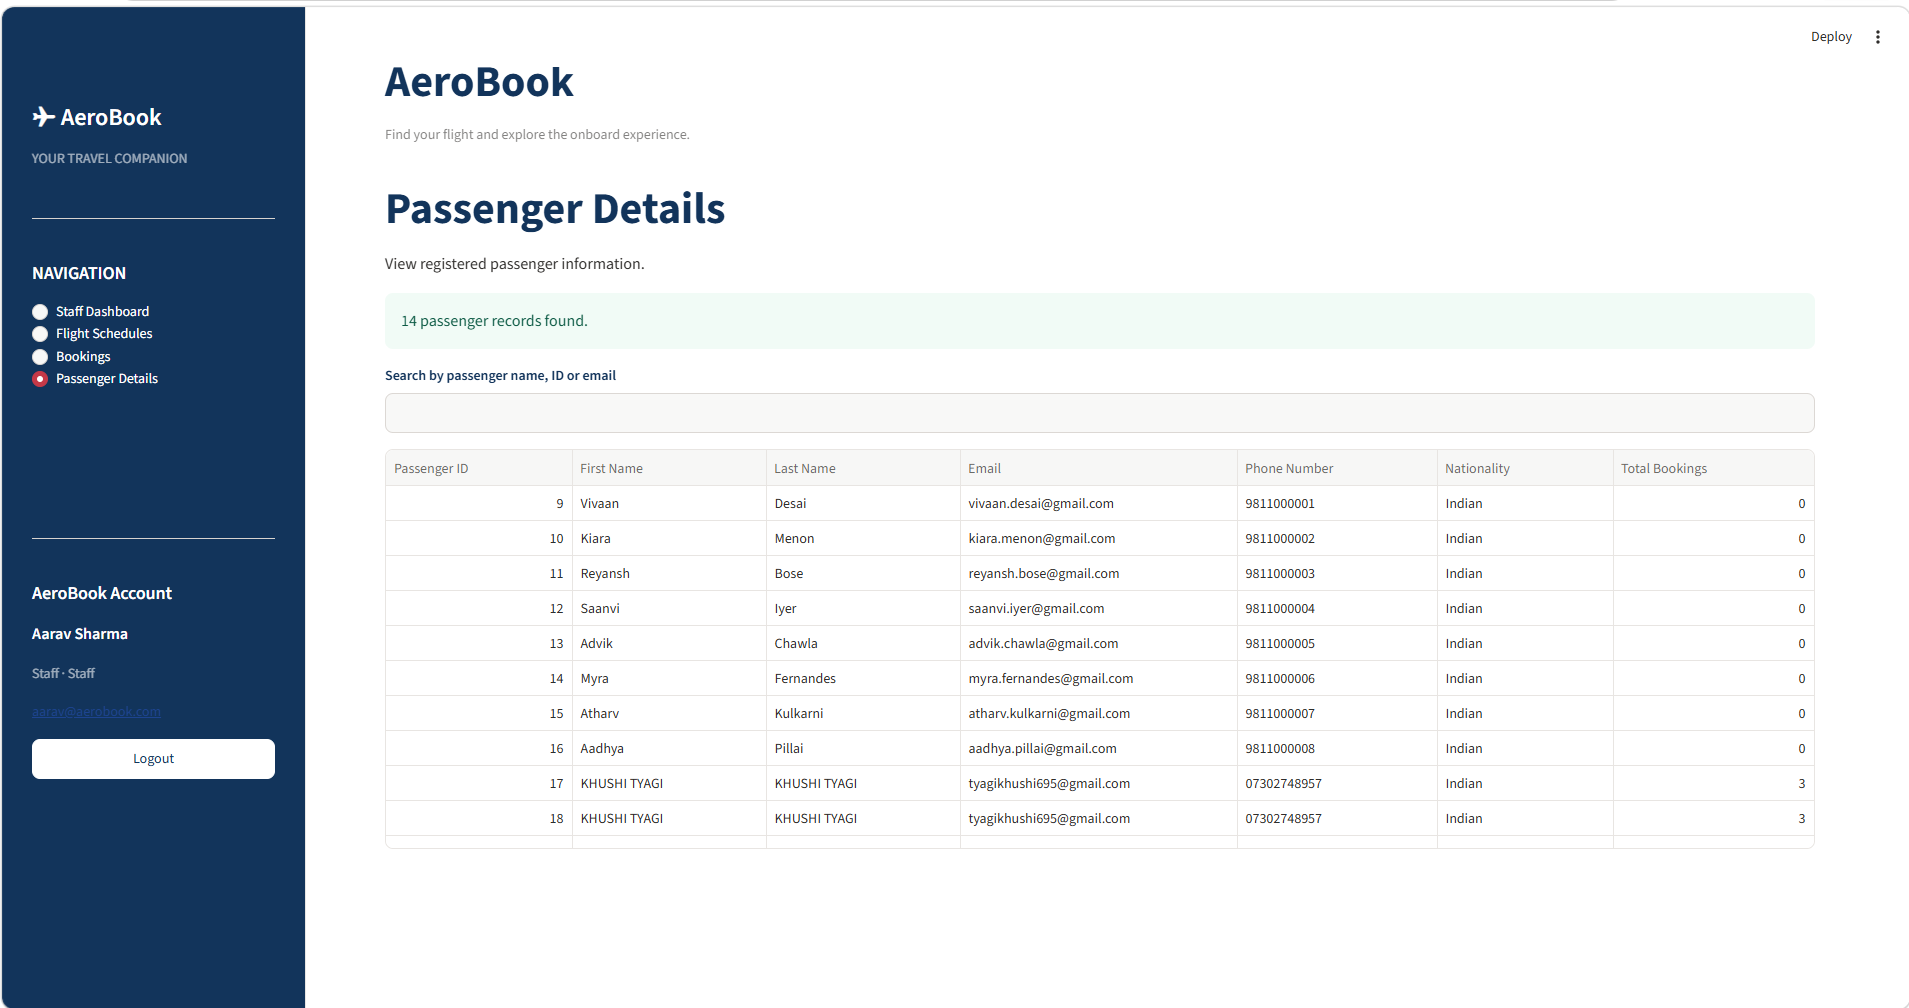 Deploy
✈ AeroBook
YOUR TRAVEL COMPANION
NAVIGATION
Staff Dashboard
Flight Schedules
Bookings
Passenger Details
AeroBook Account
Aarav Sharma
Staff · Staff
aarav@aerobook.com
Logout
AeroBook
Find your flight and explore the onboard experience.
Passenger Details
View registered passenger information.
14 passenger records found.
Search by passenger name, ID or email
Passenger ID First Name Last Name Email Phone Number Nationality Total Bookings
9 Vivaan Desai vivaan.desai@gmail.com 9811000001 Indian 0
10 Kiara Menon kiara.menon@gmail.com 9811000002 Indian 0
11 Reyansh Bose reyansh.bose@gmail.com 9811000003 Indian 0
12 Saanvi Iyer saanvi.iyer@gmail.com 9811000004 Indian 0
13 Advik Chawla advik.chawla@gmail.com 9811000005 Indian 0
14 Myra Fernandes myra.fernandes@gmail.com 9811000006 Indian 0
15 Atharv Kulkarni atharv.kulkarni@gmail.com 9811000007 Indian 0
16 Aadhya Pillai aadhya.pillai@gmail.com 9811000008 Indian 0
17 KHUSHI TYAGI KHUSHI TYAGI tyagikhushi695@gmail.com 07302748957 Indian 3
18 KHUSHI TYAGI KHUSHI TYAGI tyagikhushi695@gmail.com 07302748957 Indian 3